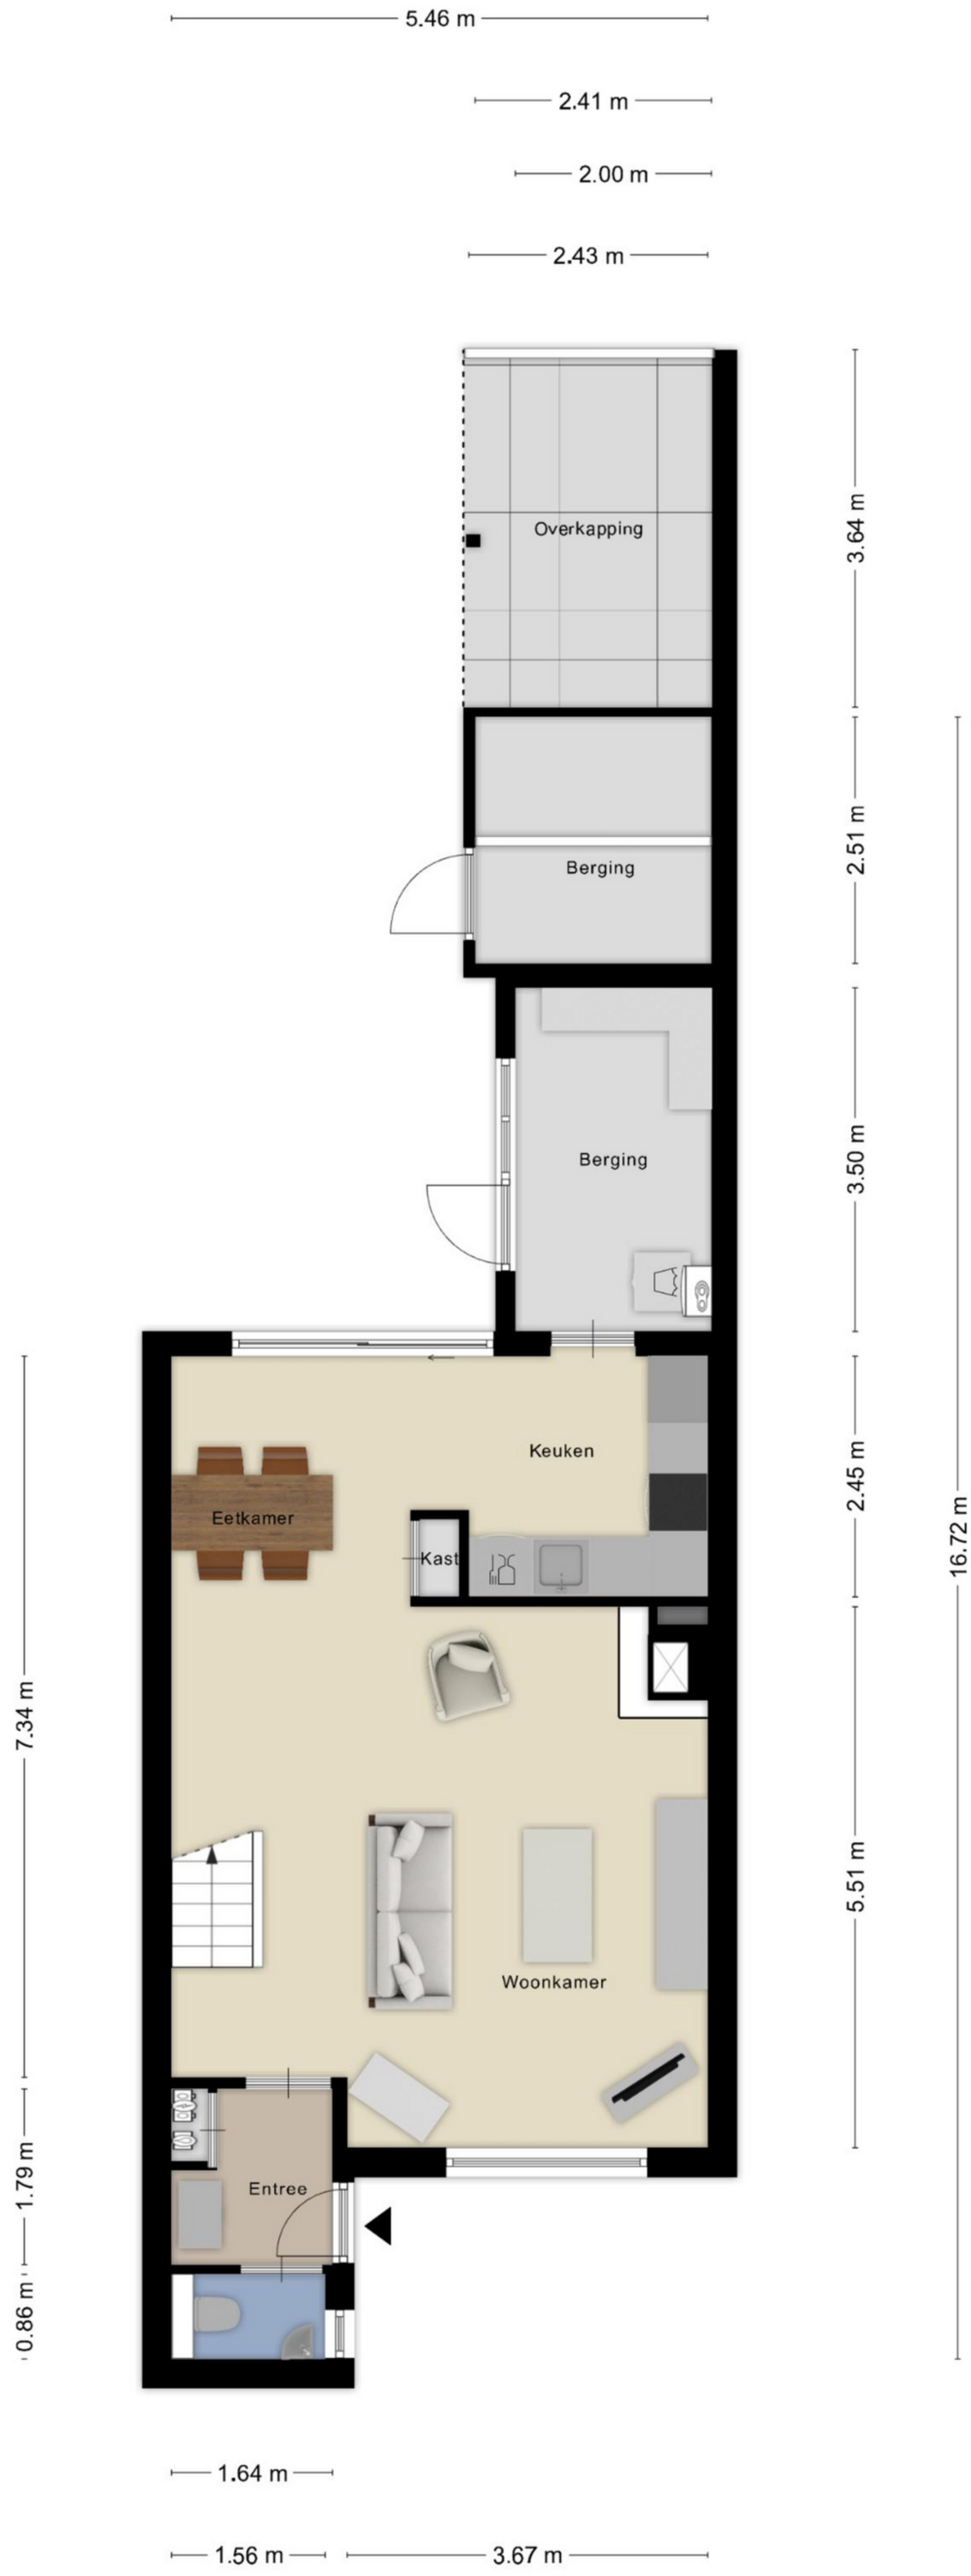 5.46 m
2.41 m
2.00 m
2.43 m
Overkapping
3.64 m
Berging
2.51 m
Berging
3.50 m
Keuken
2.45 m
Eetkamer
Kast
16.72 m
7.34 m
5.51 m
Woonkamer
Entree
1.79 m
0.86 m
1.64 m
1.56 m
3.67 m